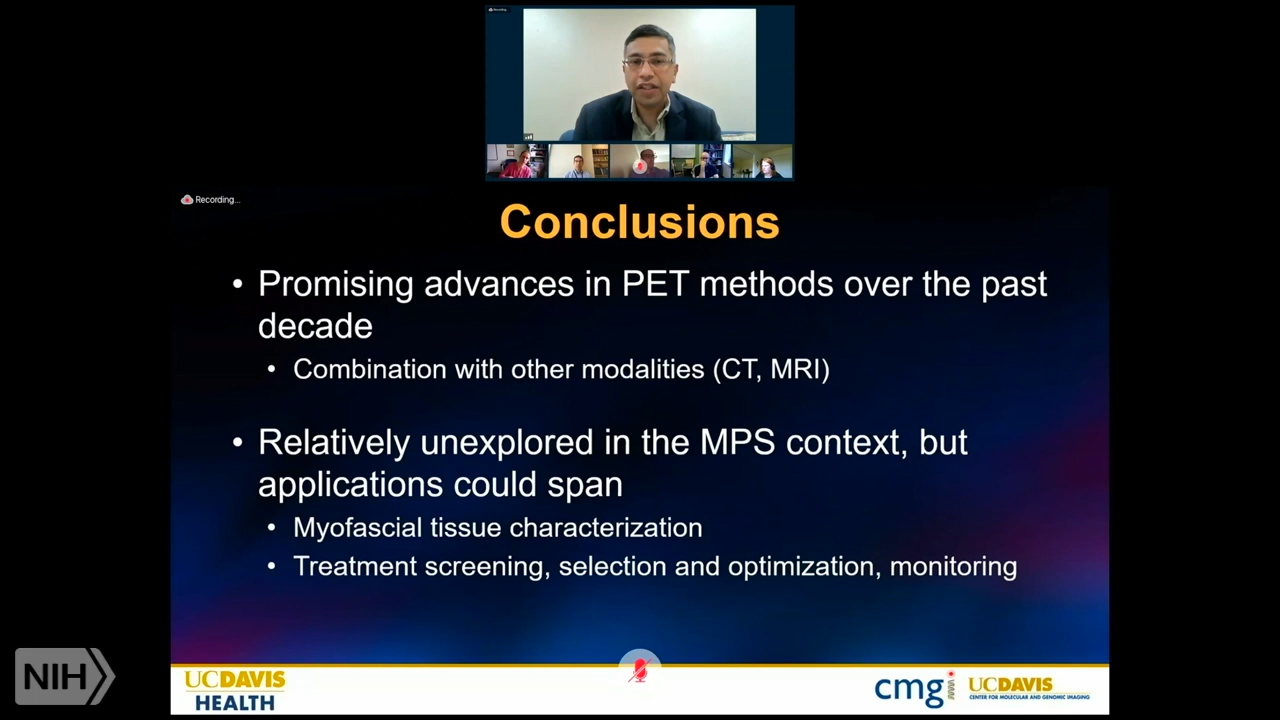 Recording...
Recording...
Conclusions
• Promising advances in PET methods over the past
decade
• Combination with other modalities (CT, MRI)
• Relatively unexplored in the MPS context, but
applications could span
• Myofascial tissue characterization
• Treatment screening, selection and optimization, monitoring
NIH
UCDAVIS
HEALTH
cmgi
UCDAVIS
CENTER FOR MOLECULAR AND GENOMIC IMAGING